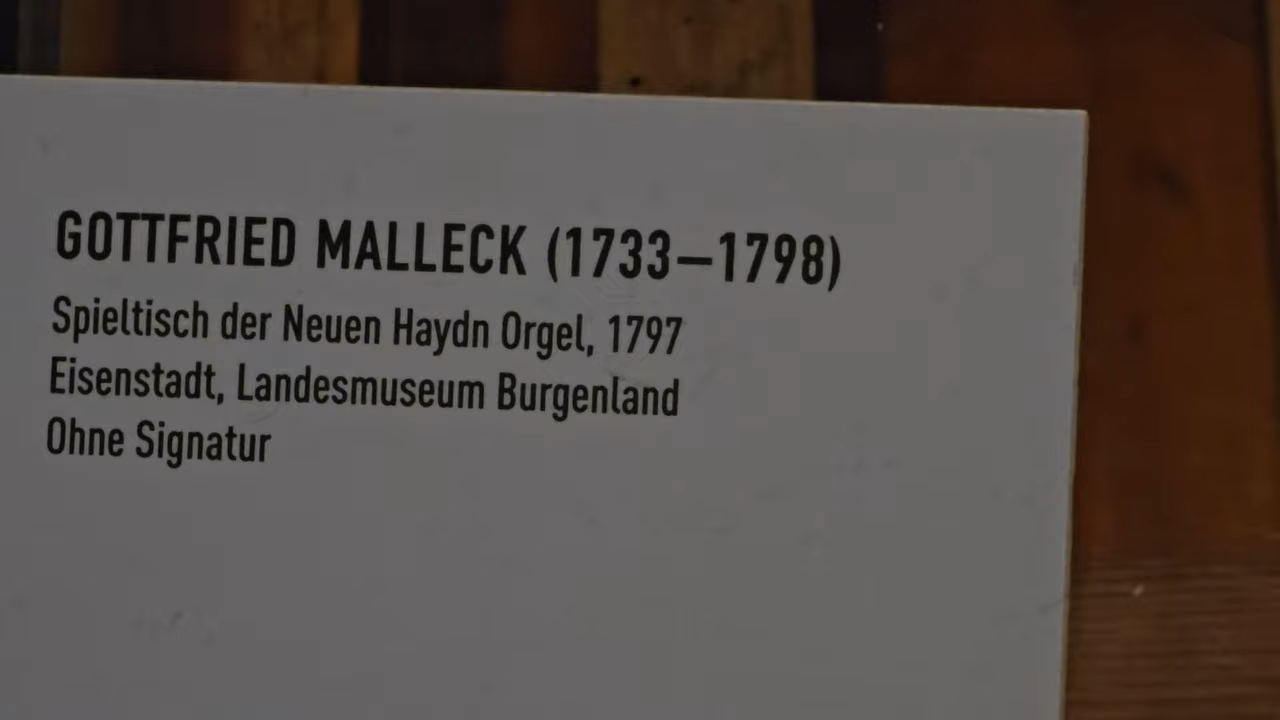 GOTTFRIED MALLECK (1733–1798)
Spieltisch der Neuen Haydn Orgel, 1797
Eisenstadt, Landesmuseum Burgenland
Ohne Signatur